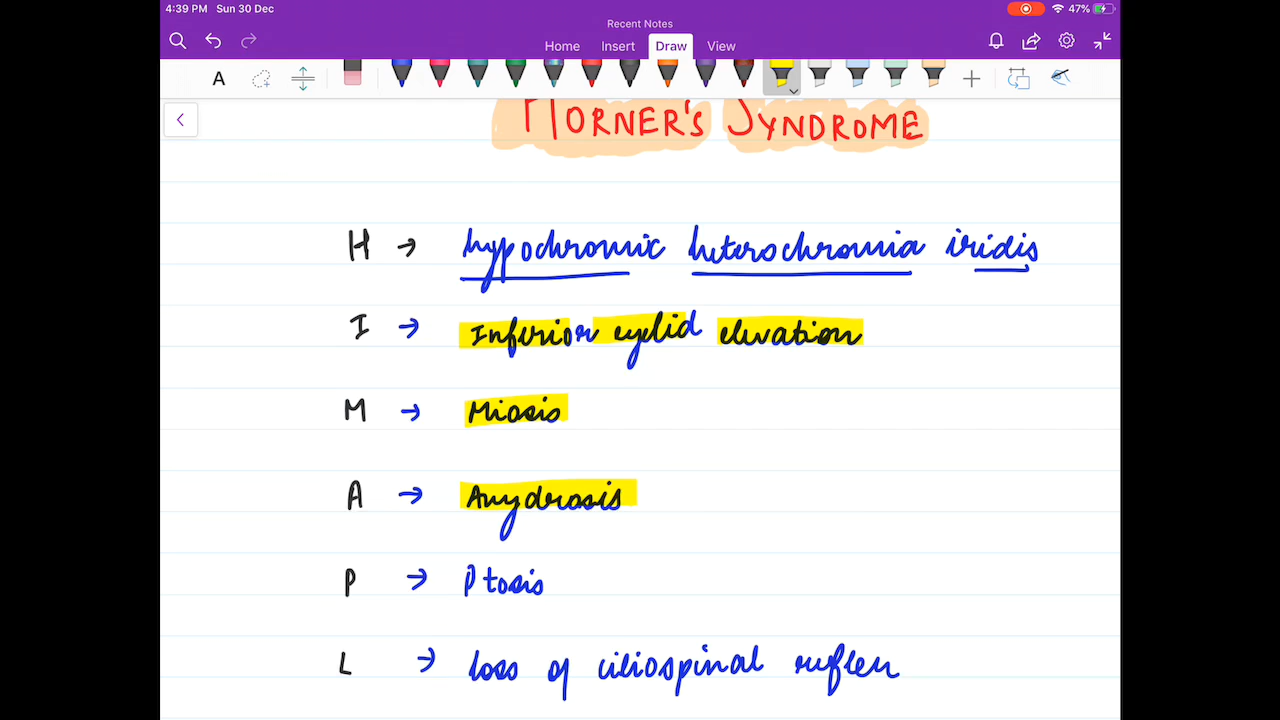 4:39 PM Sun 30 Dec 47%
Recent Notes
Home Insert Draw View
A
HORNER'S SYNDROME
H → hypochromic heterochromia iridis
I → Inferior eyelid elevation
M → Miosis
A → Anyderosis
P → Ptosis
L → loss of ciliospinal reflex